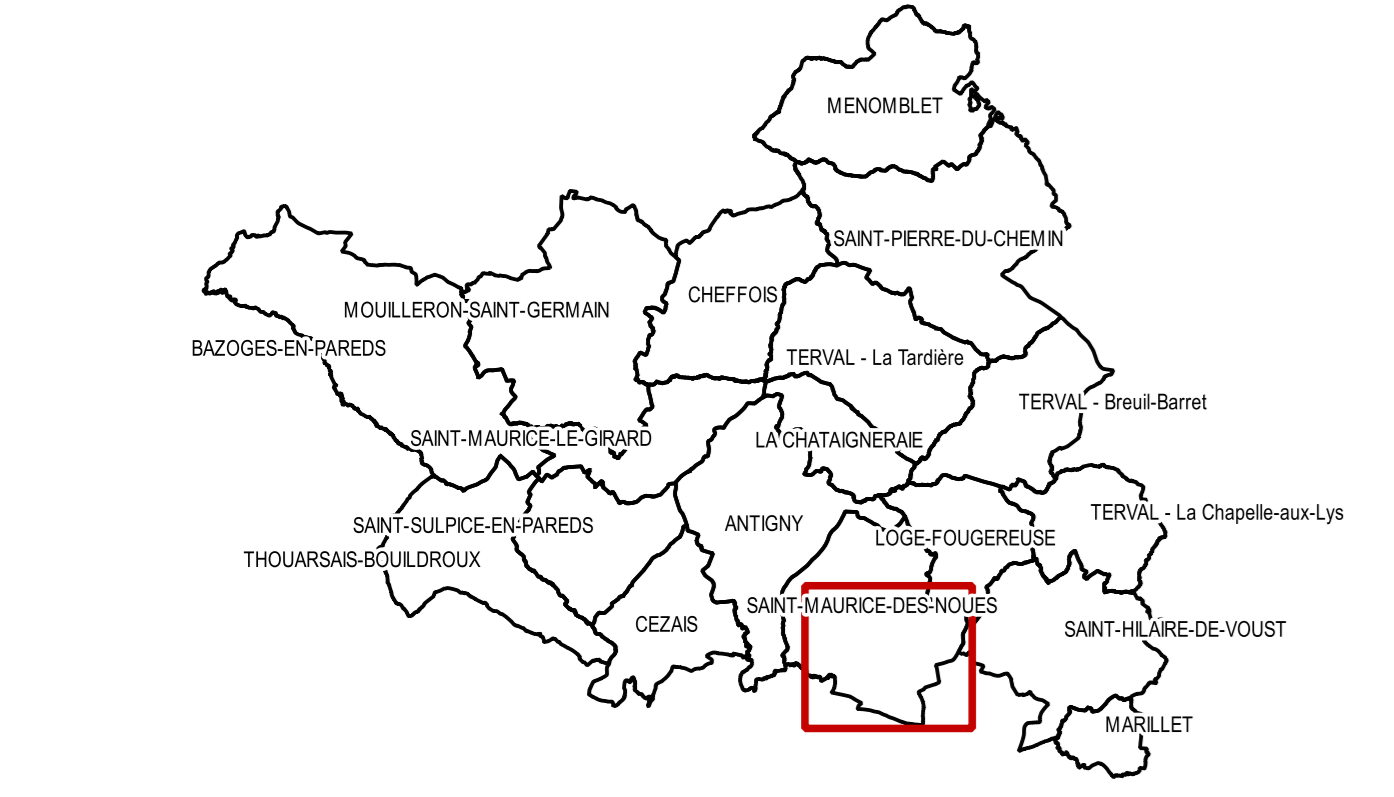 MENOMBLET
SAINT-PIERRE-DU-CHEMIN
CHEFFOIS
MOUILLERON-SAINT-GERMAIN
BAZOGES-EN-PAREDS
TERVAL - La Tardière
TERVAL - Breuil-Barret
SAINT-MAURICE-LE-GIRARD
LA CHATAIGNERAIE
TERVAL - La Chapelle-aux-Lys
SAINT-SULPICE-EN-PAREDS
ANTIGNY
LOGE-FOUGEREUSE
THOUARSAIS-BOUILDROUX
SAINT-MAURICE-DES-NOUES
CEZAIS
SAINT-HILAIRE-DE-VOUST
MARILLET